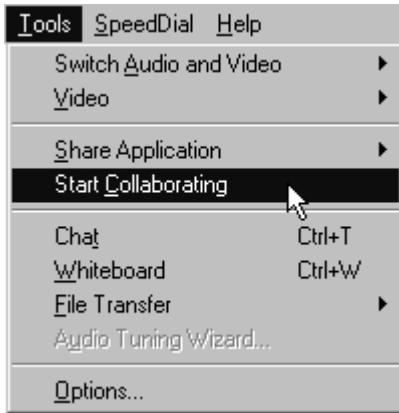 Tools SpeedDial Help
Switch Audio and Video
Video
Share Application
Start Collaborating
Chat Ctrl+T
Whiteboard Ctrl+W
File Transfer
Audio Tuning Wizard...
Options...